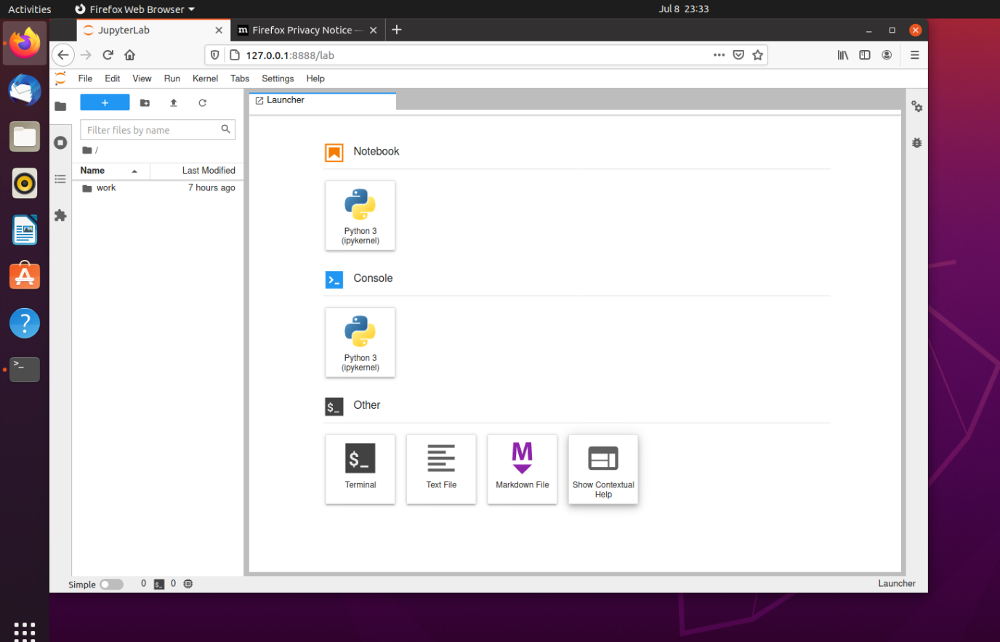 Activities
Firefox Web Browser
Jul 8 23:33
JupyterLab
m Firefox Privacy Notice —
127.0.0.1:8888/lab
File Edit View Run Kernel Tabs Settings Help
+
Launcher
Filter files by name
/
Name
Last Modified
work
7 hours ago
Notebook
Python 3
(ipykernel)
>_ Console
Python 3
(ipykernel)
$_ Other
$_
Terminal
Text File
M
Markdown File
Show Contextual
Help
?
>_
Simple
0 $_ 0
Launcher